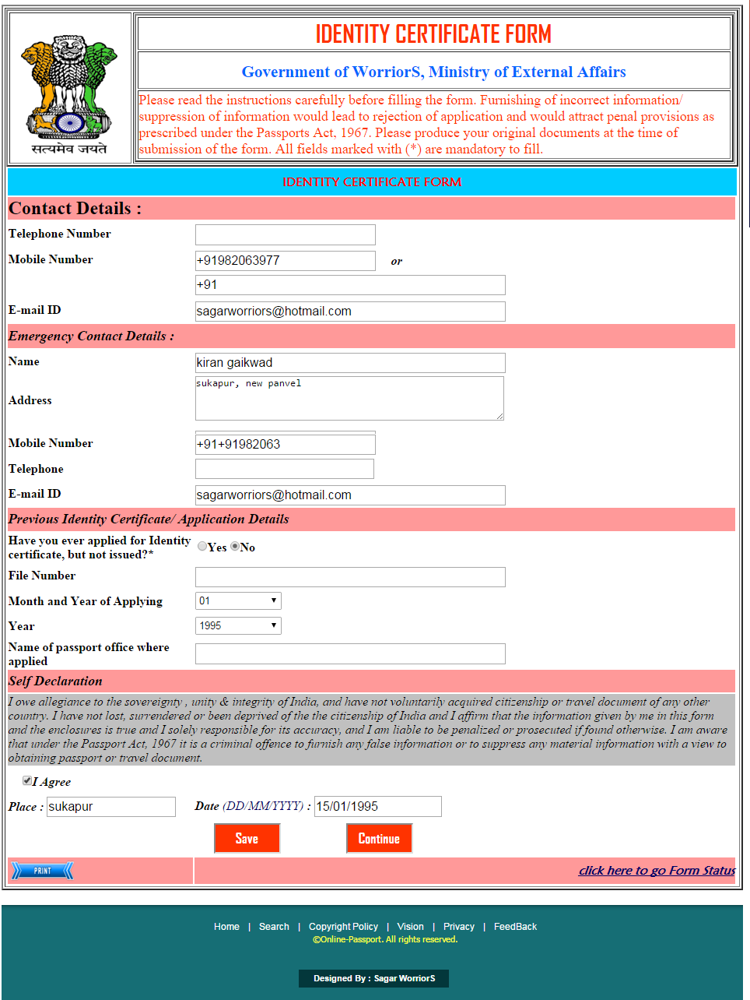 IDENTITY CERTIFICATE FORM
Government of WorriorS, Ministry of External Affairs
Please read the instructions carefully before filling the form. Furnishing of incorrect information/
suppression of information would lead to rejection of application and would attract penal provisions as
prescribed under the Passports Act, 1967. Please produce your original documents at the time of
submission of the form. All fields marked with (*) are mandatory to fill.
सत्यमेव जयते
IDENTITY CERTIFICATE FORM
Contact Details :
Telephone Number
Mobile Number +91982063977 or
+91
E-mail ID sagarworriors@hotmail.com
Emergency Contact Details :
Name kiran gaikwad
Address sukapur, new panvel
Mobile Number +91+91982063
Telephone
E-mail ID sagarworriors@hotmail.com
Previous Identity Certificate/ Application Details
Have you ever applied for Identity
certificate, but not issued?* Yes No
File Number
Month and Year of Applying 01
Year 1995
Name of passport office where
applied
Self Declaration
I owe allegiance to the sovereignty , unity & integrity of India, and have not voluntarily acquired citizenship or travel document of any other
country. I have not lost, surrendered or been deprived of the the citizenship of India and I affirm that the information given by me in this form
and the enclosures is true and I solely responsible for its accuracy, and I am liable to be penalized or prosecuted if found otherwise. I am aware
that under the Passport Act, 1967 it is a criminal offence to furnish any false information or to suppress any material information with a view to
obtaining passport or travel document.
I Agree
Place : sukapur Date (DD/MM/YYYY) : 15/01/1995
Save Continue
PRINT click here to go Form Status
Home | Search | Copyright Policy | Vision | Privacy | FeedBack
©Online-Passport. All rights reserved.
Designed By : Sagar WorriorS